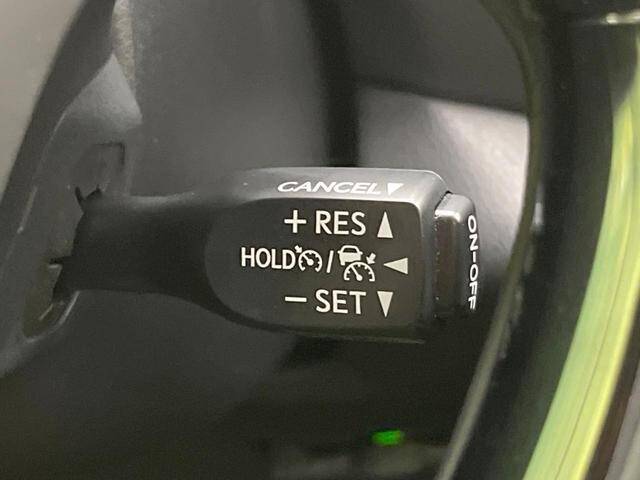 CANCEL▼
+ RES ▲
HOLD / ◀
− SET ▼
ON-OFF